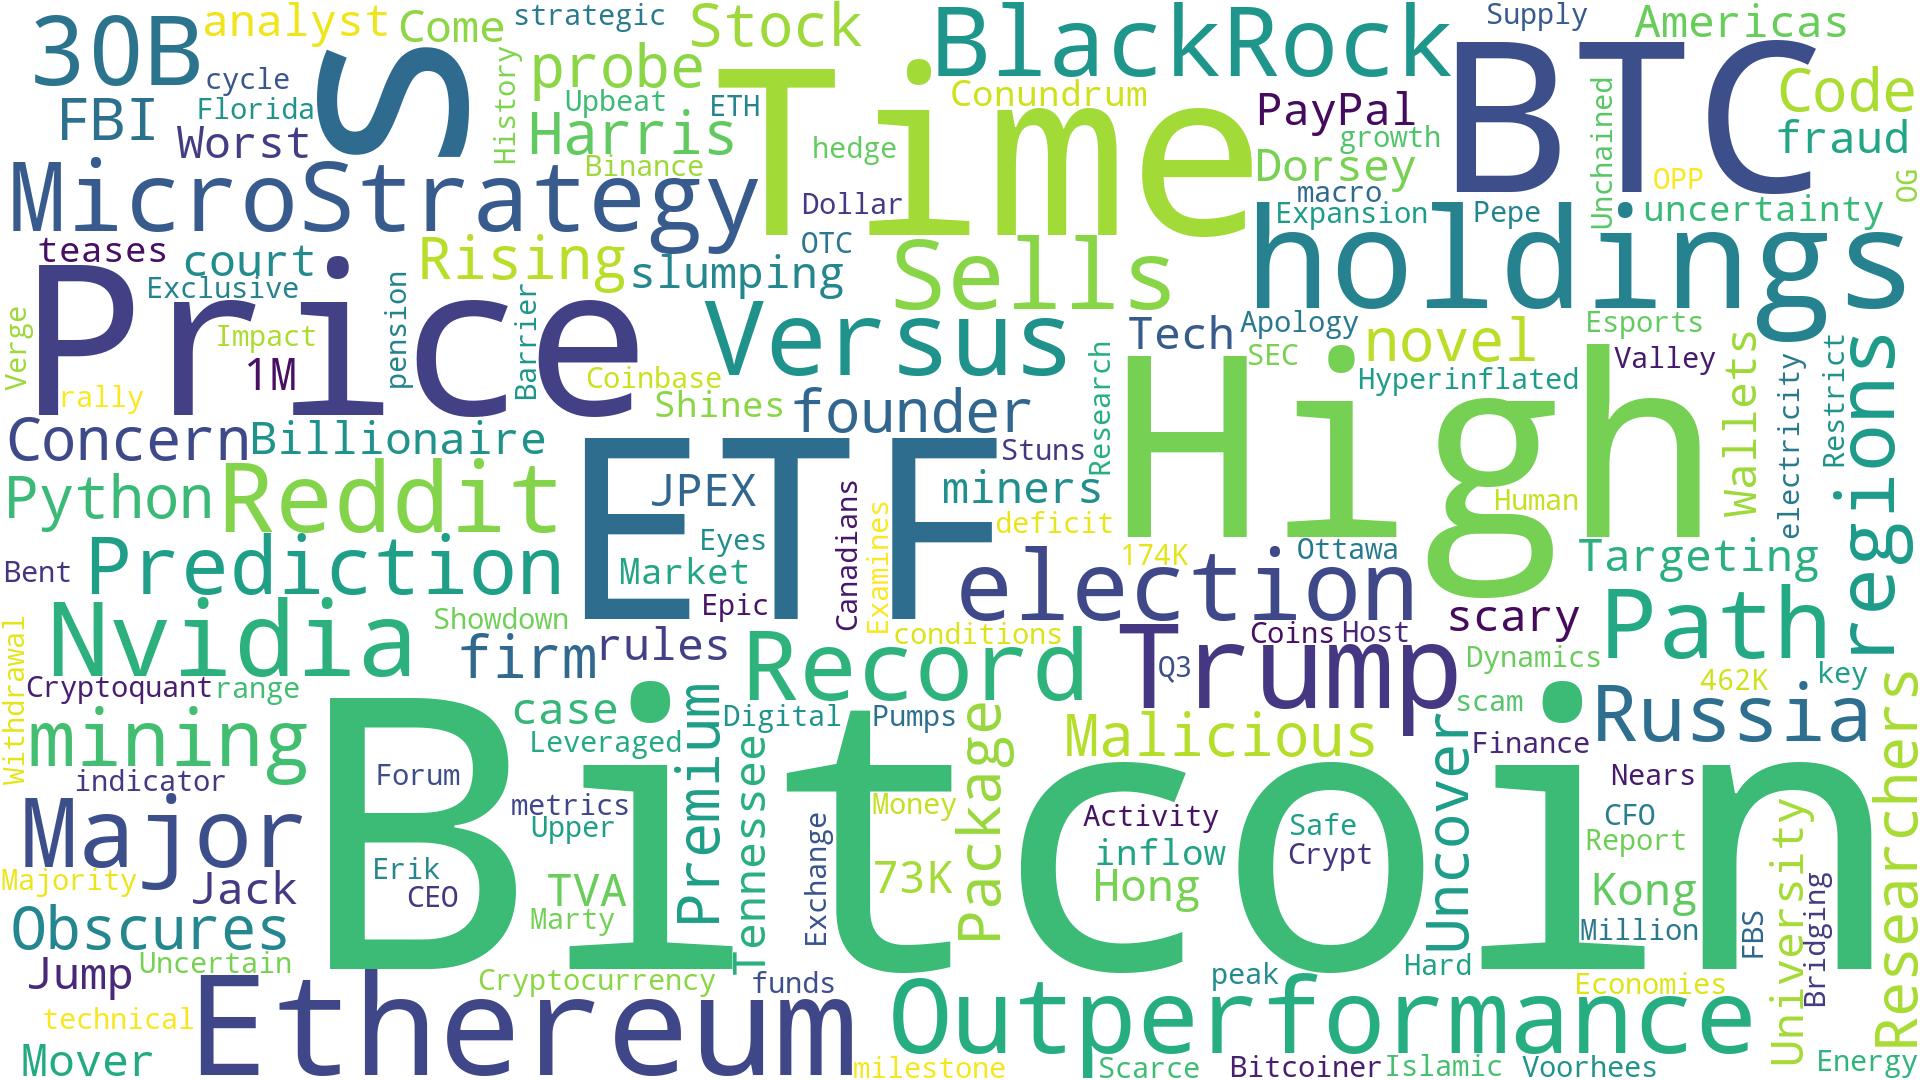 30B
analyst
Come
strategic
Stock
BlackRock
Supply
Americas
cycle
S
History
probe
Time
Conundrum
BTC
Code
FBI
Florida
Upbeat
ETH
PayPal
Unchained
fraud
Worst
Harris
hedge
growth
Binance
Dorsey
OPP
OG
MicroStrategy
Dollar
macro
Expansion
Pepe
uncertainty
teases
court
Rising
OTC
holdings
Exclusive
slumping
Sells
Price
pension
Barrier
Versus
Tech
Apology
novel
Esports
Verge
Impact
1M
Coinbase
SEC
Valley
Wallets
electricity
Restrict
regions
rally
Shines
founder
Research
Hyperinflated
High
Concern
Billionaire
ETF
Stuns
Python
Reddit
JPEX
miners
Human
Canadians
Examines
deficit
Prediction
Eyes
174K
Ottawa
Targeting
Bent
Market
election
Nvidia
Showdown
Epic
conditions
scary
Path
firm
rules
Record
Trump
Coins
Host
Q3
Dynamics
key
Withdrawal
Cryptoquant
range
462K
mining
case
Premium
Digital
Pumps
Package
Malicious
scam
Russia
Leveraged
Tennessee
Uncover
Finance
Researchers
indicator
Forum
Bitcoin
Nears
Major
metrics
Upper
Exchange
Money
Activity
Safe
CFO
University
Majority
Erik
inflow
Crypt
Report
Jack
CEO
TVA
73K
Hong
Kong
Obscures
Marty
Million
FBS
Bridging
Jump
Uncertain
Cryptocurrency
funds
peak
Hard
Economies
technical
Ethereum
Outperformance
Mover
milestone
Scarce
Bitcoiner
Islamic
Voorhees
Energy